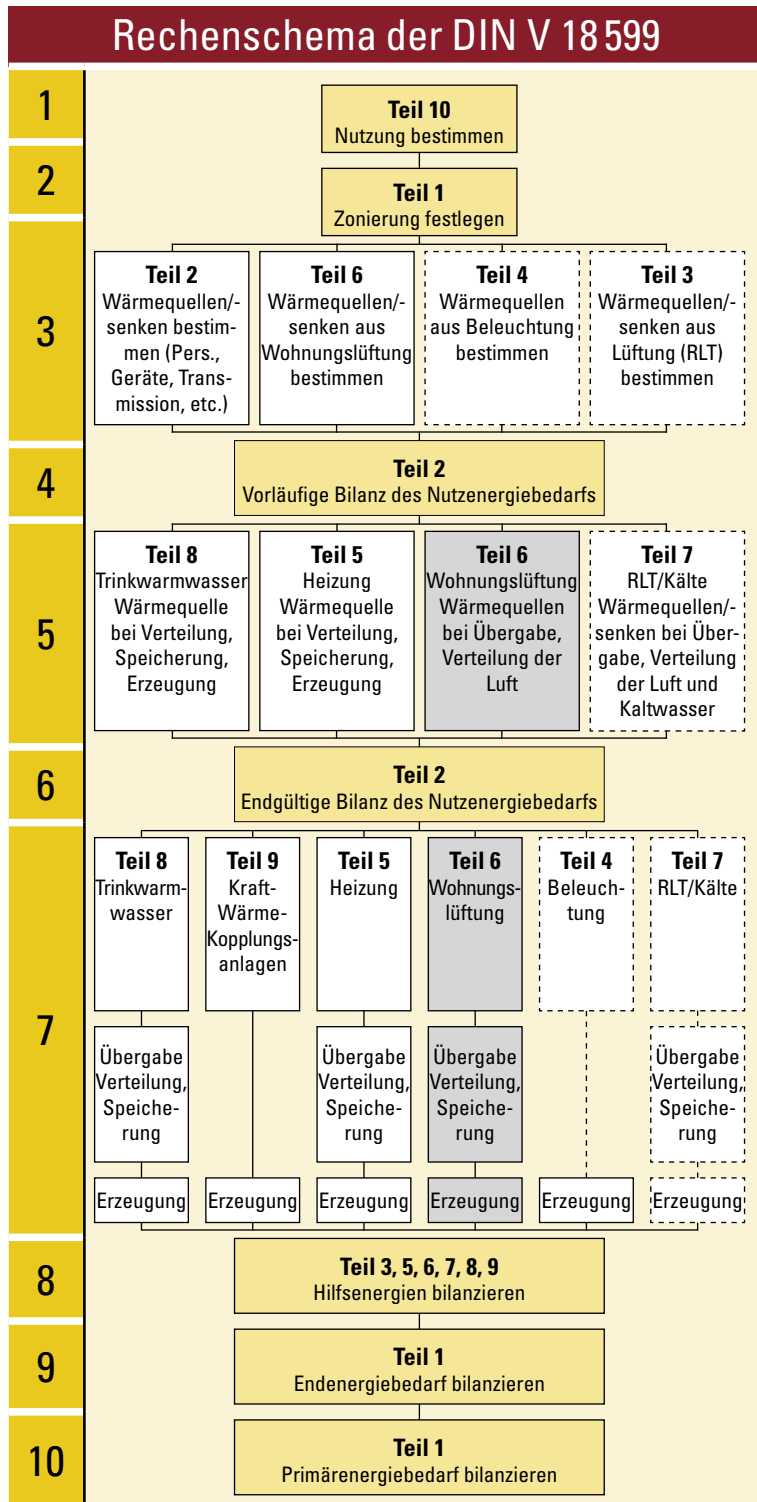 Rechenschema der DIN V 18 599
1
Teil 10
Nutzung bestimmen
2
Teil 1
Zonierung festlegen
3
Teil 2
Wärmequellen/-
senken bestim-
men (Pers.,
Geräte, Trans-
mission, etc.)
Teil 6
Wärmequellen/-
senken aus
Wohnungslüftung
bestimmen
Teil 4
Wärmequellen
aus Beleuchtung
bestimmen
Teil 3
Wärmequellen/-
senken aus
Lüftung (RLT)
bestimmen
4
Teil 2
Vorläufige Bilanz des Nutzenergiebedarfs
5
Teil 8
Trinkwarmwasser
Wärmequelle
bei Verteilung,
Speicherung,
Erzeugung
Teil 5
Heizung
Wärmequelle
bei Verteilung,
Speicherung,
Erzeugung
Teil 6
Wohnungslüftung
Wärmequellen
bei Übergabe,
Verteilung der
Luft
Teil 7
RLT/Kälte
Wärmequellen/-
senken bei Über-
gabe, Verteilung
der Luft und
Kaltwasser
6
Teil 2
Endgültige Bilanz des Nutzenergiebedarfs
7
Teil 8
Trinkwarm-
wasser
Teil 9
Kraft-
Wärme-
Kopplungs-
anlagen
Teil 5
Heizung
Teil 6
Wohnungs-
lüftung
Teil 4
Beleuch-
tung
Teil 7
RLT/Kälte
Übergabe
Verteilung,
Speiche-
rung
Übergabe
Verteilung,
Speiche-
rung
Übergabe
Verteilung,
Speiche-
rung
Übergabe
Verteilung,
Speiche-
rung
Erzeugung
Erzeugung
Erzeugung
Erzeugung
Erzeugung
Erzeugung
8
Teil 3, 5, 6, 7, 8, 9
Hilfsenergien bilanzieren
9
Teil 1
Endenergiebedarf bilanzieren
10
Teil 1
Primärenergiebedarf bilanzieren